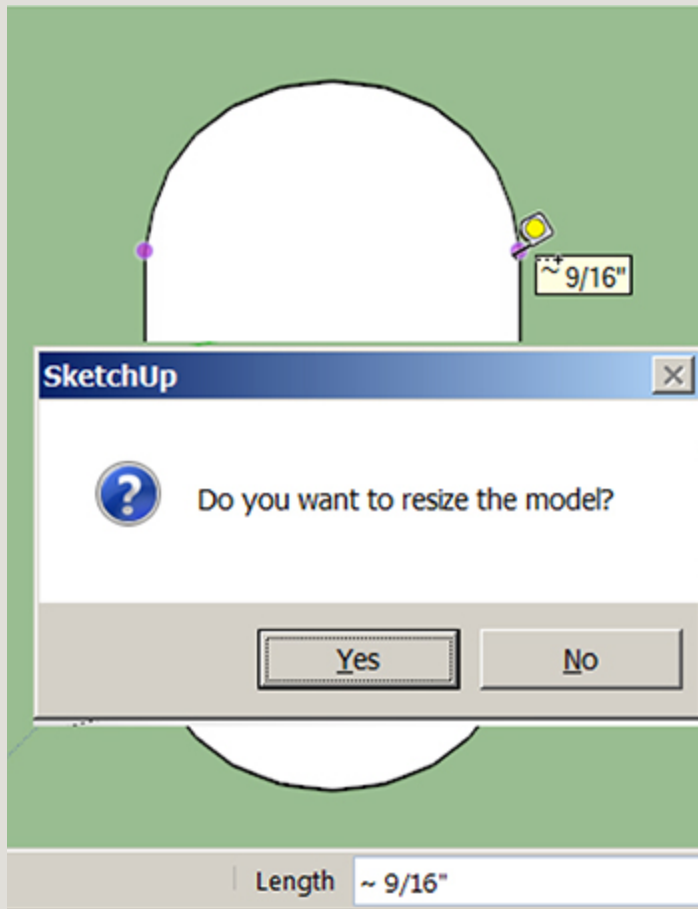 ~ 9/16"
SketchUp
Do you want to resize the model?
Yes
No
Length
~ 9/16"